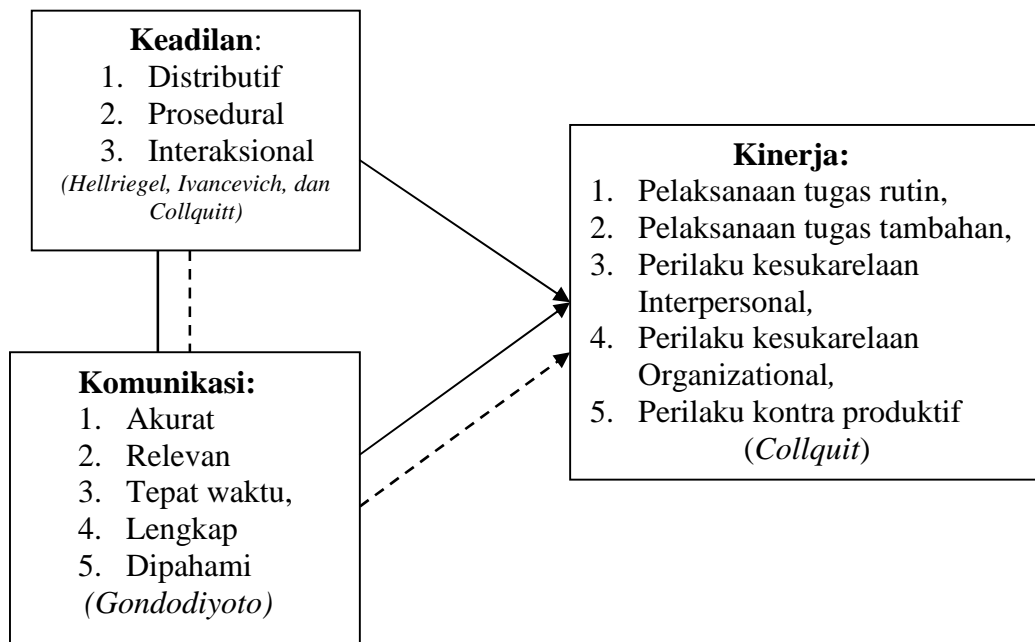 Keadilan:
1. Distributif
2. Prosedural
3. Interaksional
(Hellriegel, Ivancevich, dan
Collquitt)
Kinerja:
1. Pelaksanaan tugas rutin,
2. Pelaksanaan tugas tambahan,
3. Perilaku kesukarelaan
Interpersonal,
4. Perilaku kesukarelaan
Organizational,
5. Perilaku kontra produktif
(Collquit)
Komunikasi:
1. Akurat
2. Relevan
3. Tepat waktu,
4. Lengkap
5. Dipahami
(Gondodiyoto)